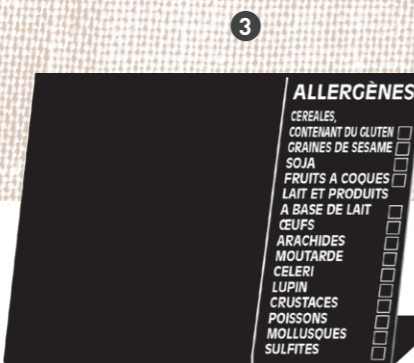 3
ALLERGÈNES
CEREALES,
CONTENANT DU GLUTEN
GRAINES DE SESAME
SOJA
FRUITS A COQUES
LAIT ET PRODUITS
A BASE DE LAIT
ŒUFS
ARACHIDES
MOUTARDE
CELERI
LUPIN
CRUSTACES
POISSONS
MOLLUSQUES
SULFITES